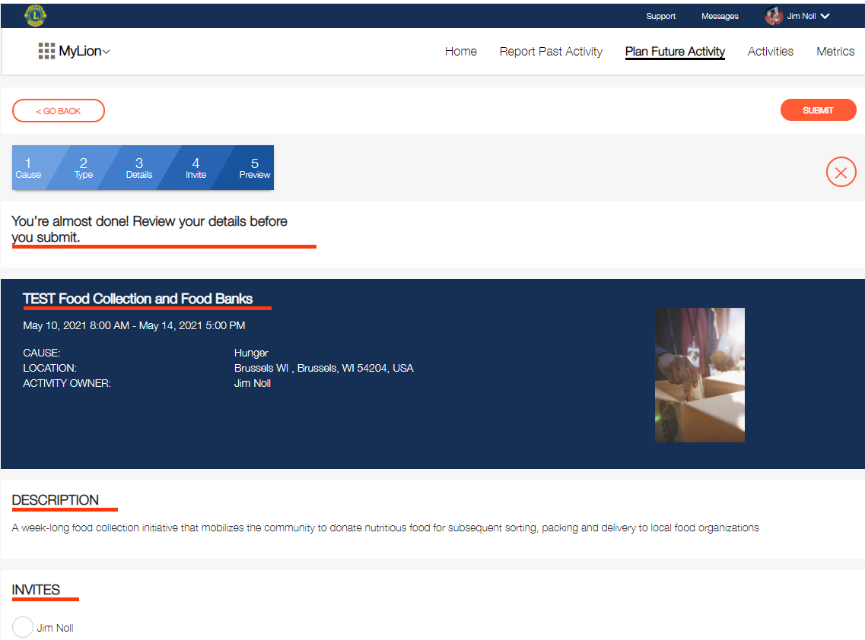 Support Messages Jim Noll
MyLion
Home Report Past Activity Plan Future Activity Activities Metrics
< GO BACK
SUBMIT
1 2 3 4 5
Cause Type Details Invite Preview
You're almost done! Review your details before
you submit.
TEST Food Collection and Food Banks
May 10, 2021 8:00 AM - May 14, 2021 5:00 PM
CAUSE: Hunger
LOCATION: Brussels WI , Brussels, WI 54204, USA
ACTIVITY OWNER: Jim Noll
DESCRIPTION
A week-long food collection initiative that mobilizes the community to donate nutritious food for subsequent sorting, packing and delivery to local food organizations
INVITES
Jim Noll